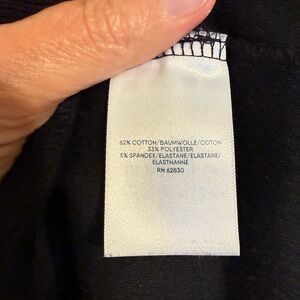 62% COTTON/BAUMWOLLE/COTON
33% POLYESTER
5% SPANDEX/ELASTANE/ELASTANE/
ELASTHANNE
RN 62830